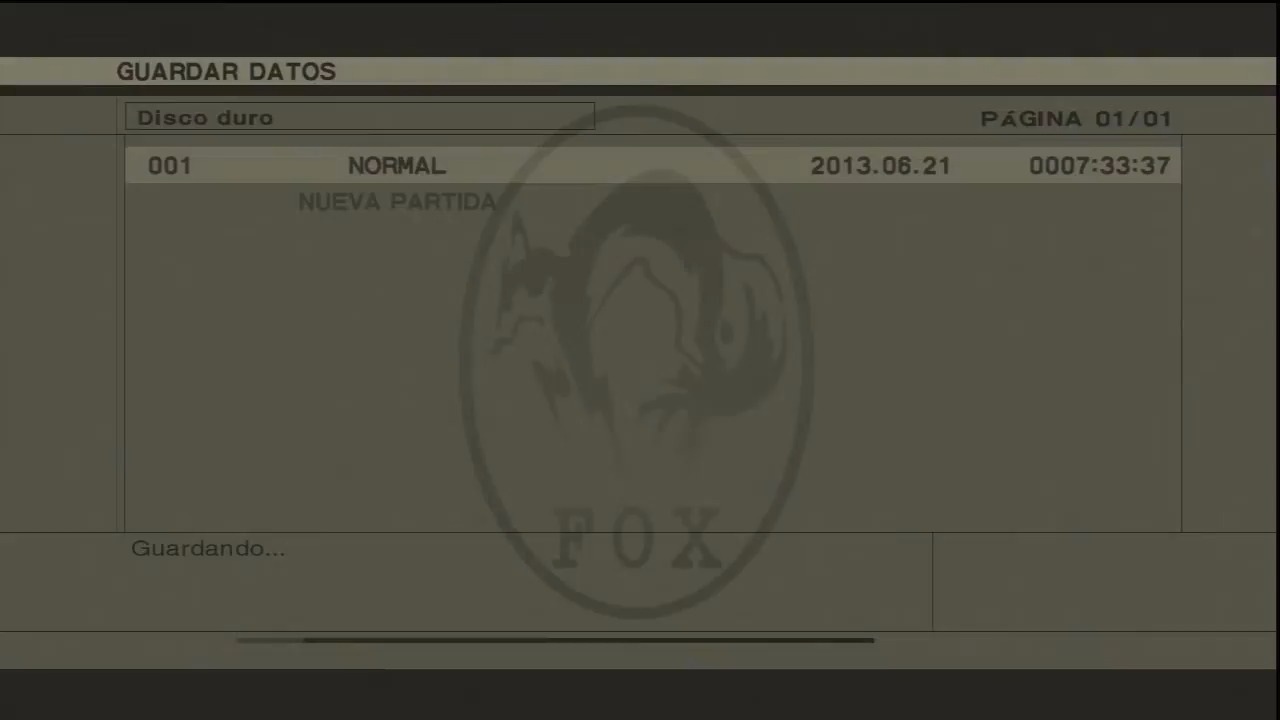 GUARDAR DATOS
Disco duro
PÁGINA 01/01
001 NORMAL 2013.06.21 0007:33:37
NUEVA PARTIDA
Guardando...
FOX